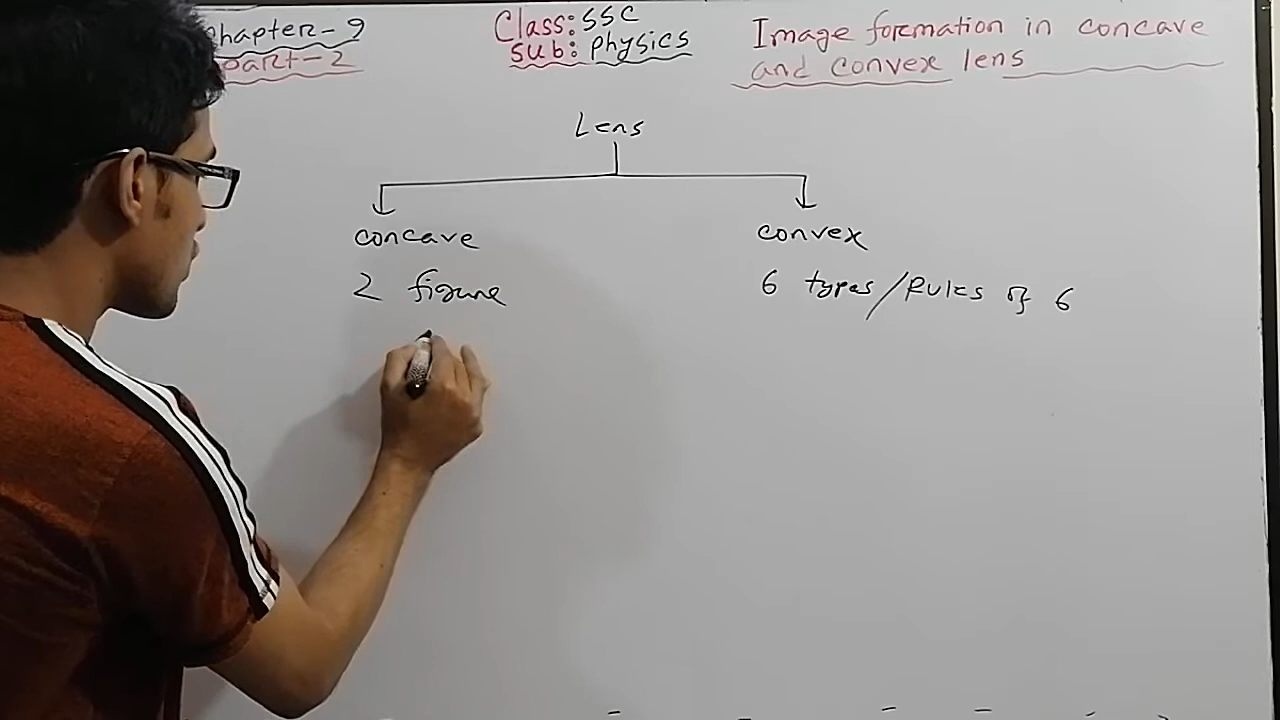 chapter-9
part-2
Class: SSC
Sub: Physics
Image formation in concave
and convex lens
Lens
concave
convex
2 figure
6 types/Rules of 6